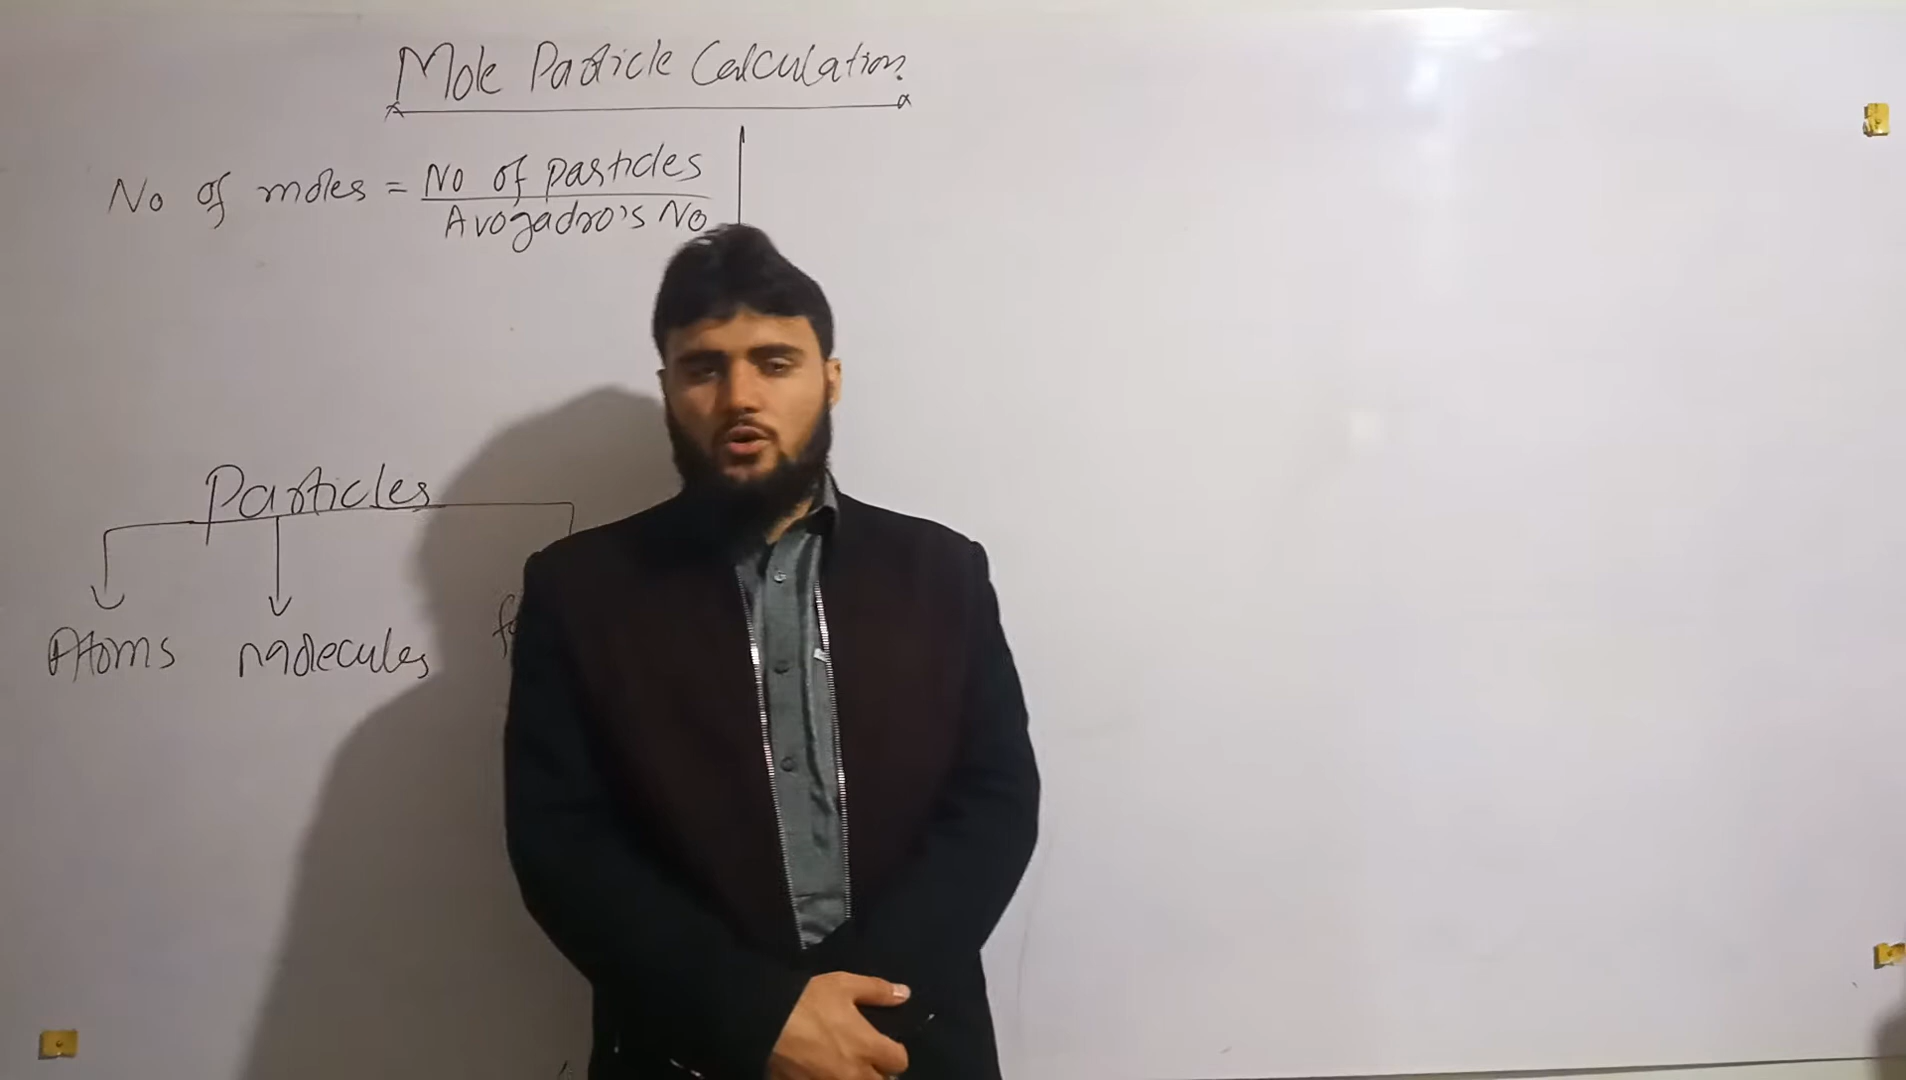 Mole Particle Calculation
No of moles = No of particles
Avogadro's No
Particles
Atoms molecules